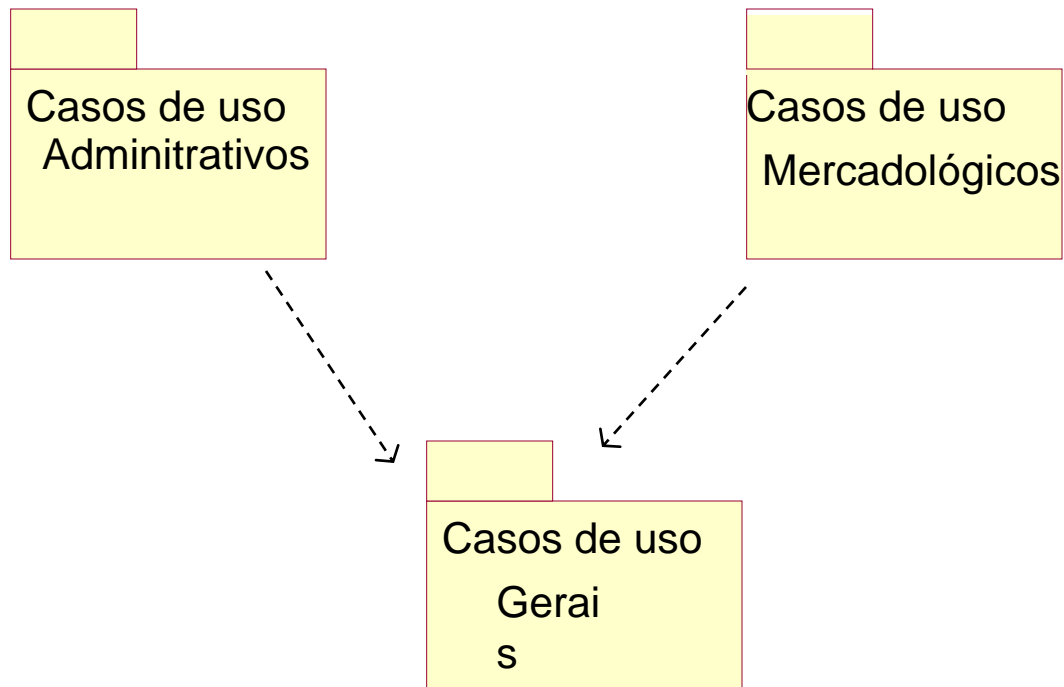 Casos de uso
Adminitrativos
Casos de uso
Mercadológicos
Casos de uso
Gerai
s